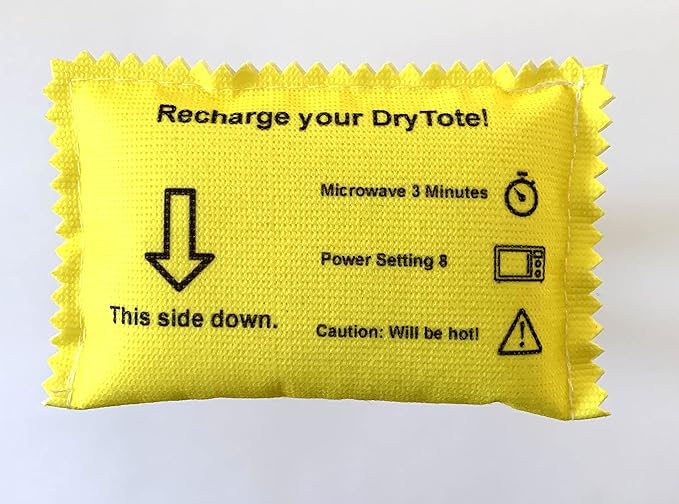 Recharge your DryTote!
Microwave 3 Minutes
Power Setting 8
This side down.
Caution: Will be hot!